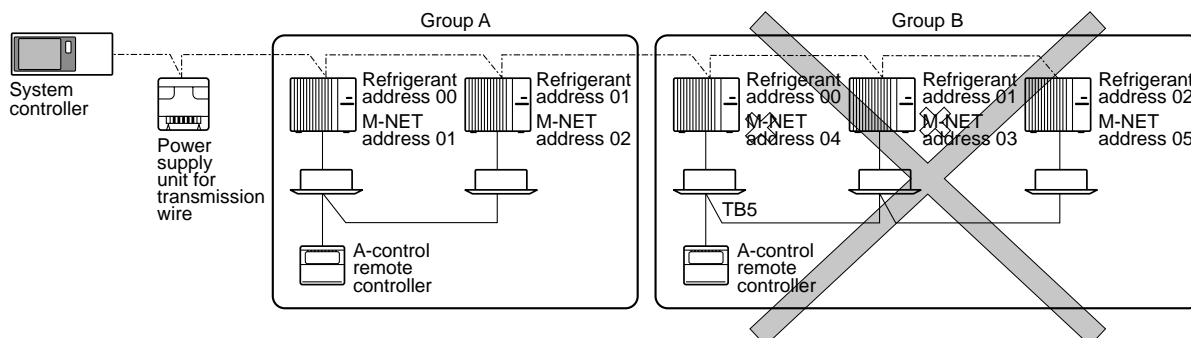 Group A
Group B
System
controller
Power
supply
unit for
transmission
wire
Refrigerant
address 00
M-NET
address 01
Refrigerant
address 01
M-NET
address 02
A-control
remote
controller
Refrigerant
address 00
M-NET
address 04
Refrigerant
address 01
M-NET
address 03
Refrigerant
address 02
M-NET
address 05
TB5
A-control
remote
controller